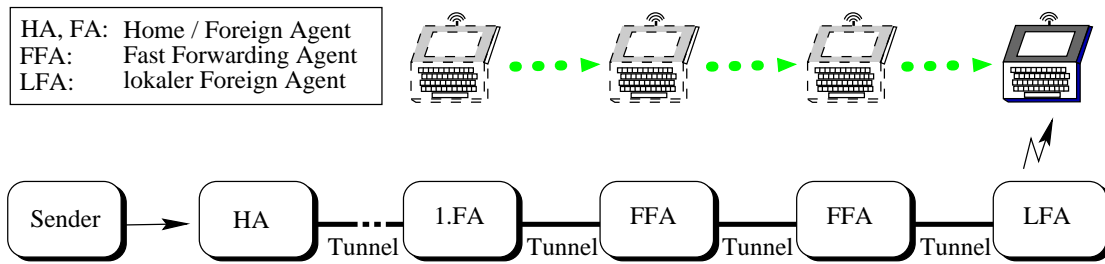 HA, FA: Home / Foreign Agent
FFA: Fast Forwarding Agent
LFA: lokaler Foreign Agent
Sender
HA
1.FA
FFA
FFA
LFA
Tunnel
Tunnel
Tunnel
Tunnel